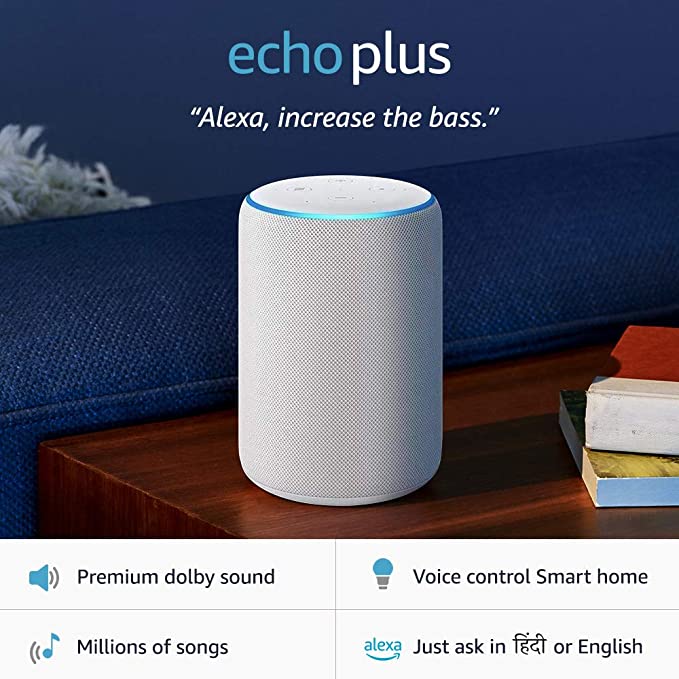 echo plus
“Alexa, increase the bass.”
Premium dolby sound
Voice control Smart home
Millions of songs
alexa Just ask in हिंदी or English